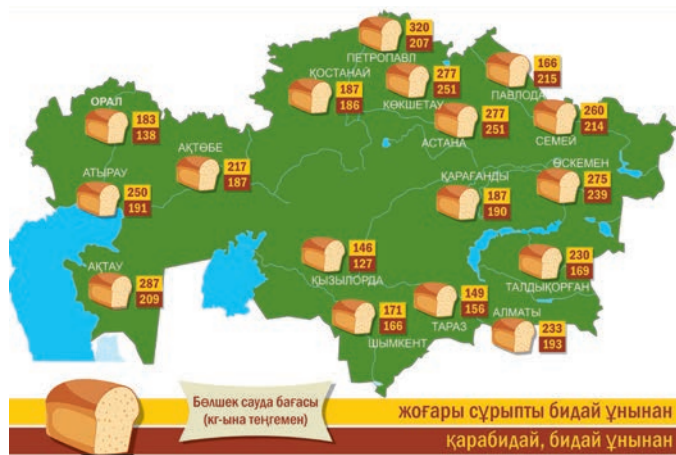 320
207
ПЕТРОПАВЛ
ҚОСТАНАЙ
187
186
277
251
КӨКШЕТАУ
166
215
ПАВЛОДА
ОРАЛ
183
138
277
251
АСТАНА
260
214
СЕМЕЙ
АҚТӨБЕ
217
187
АТЫРАУ
250
191
ҚАРАҒАНДЫ
187
190
ӨСКЕМЕН
275
239
АҚТАУ
287
209
146
127
ҚЫЗЫЛОРДА
230
169
ТАЛДЫҚОРҒАН
171
166
ШЫМКЕНТ
149
156
ТАРАЗ
АЛМАТЫ
233
193
Бөлшек сауда бағасы
(кг-ына теңгемен)
жоғары сұрыпты бидай ұнынан
қарабидай, бидай ұнынан